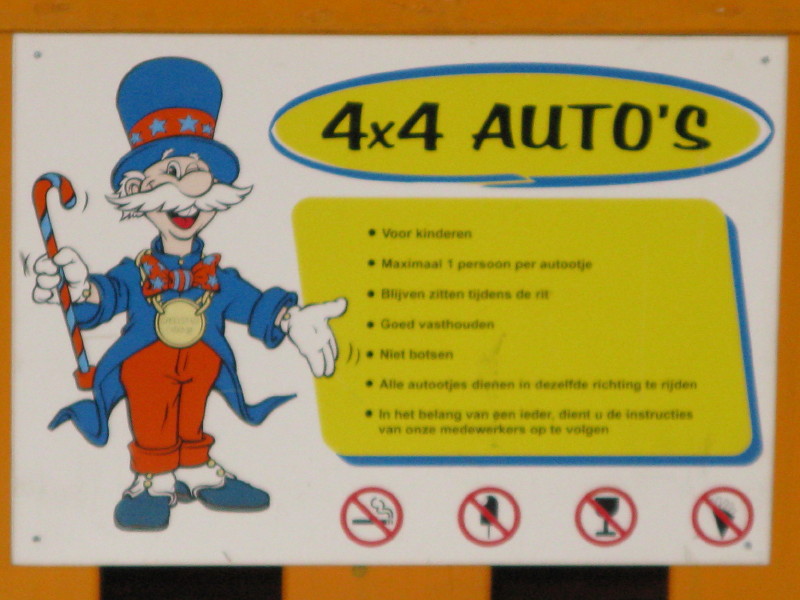 4x4 AUTO'S
• Voor kinderen
• Maximaal 1 persoon per autootje
• Blijven zitten tijdens de rit
• Goed vasthouden
• Niet botsen
• Alle autootjes dienen in dezelfde richting te rijden
• In het belang van een ieder, dient u de instructies
van onze medewerkers op te volgen